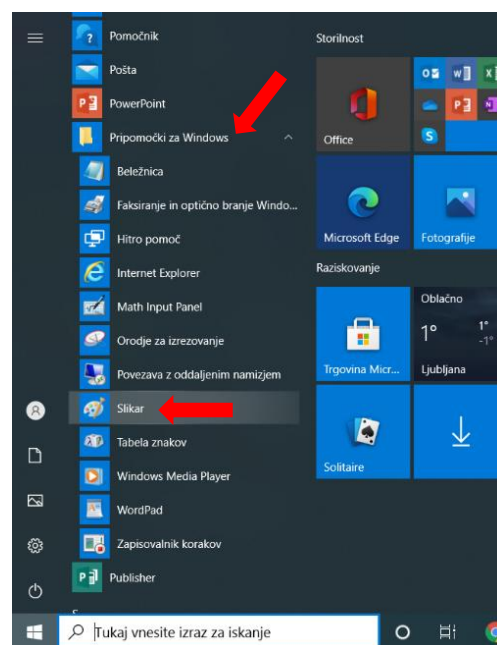 Pomočnik
Pošta
PowerPoint
Pripomočki za Windows
Beležnica
Faksiranje in optično branje Windo...
Hitro pomoč
Internet Explorer
Math Input Panel
Orodje za izrezovanje
Povezava z oddaljenim namizjem
Slikar
Tabela znakov
Windows Media Player
WordPad
Zapisovalnik korakov
Publisher
Storilnost
Office
Microsoft Edge
Fotografije
Raziskovanje
Trgovina Micr...
Oblačno
1°
1°
-1°
Ljubljana
Solitaire
Tukaj vnesite izraz za iskanje